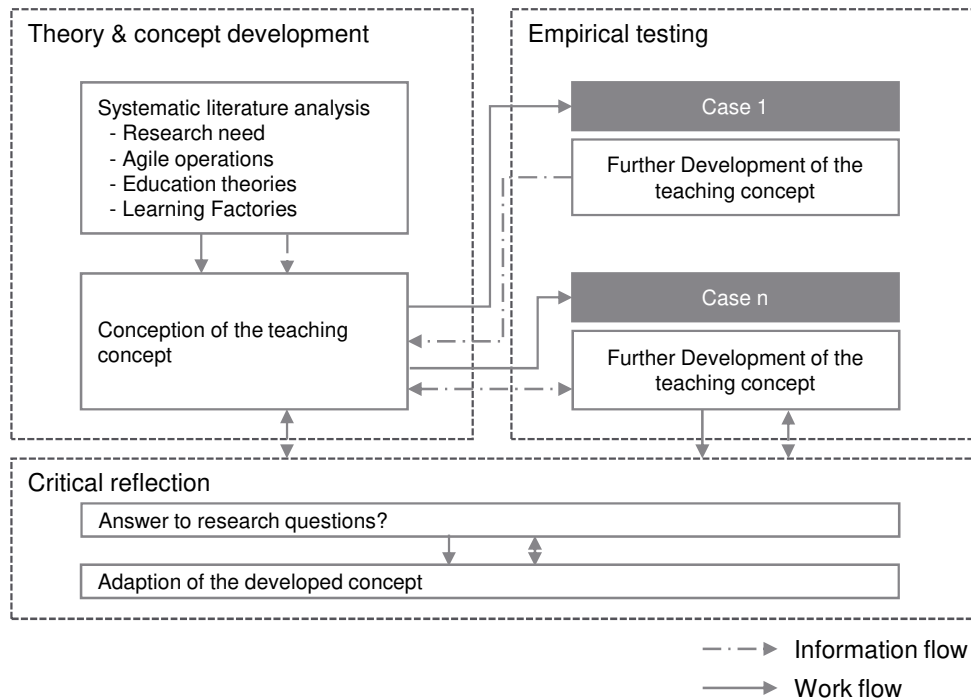 Theory & concept development
Systematic literature analysis
- Research need
- Agile operations
- Education theories
- Learning Factories
Conception of the teaching
concept
Empirical testing
Case 1
Further Development of the
teaching concept
Case n
Further Development of the
teaching concept
Critical reflection
Answer to research questions?
Adaption of the developed concept
Information flow
Work flow